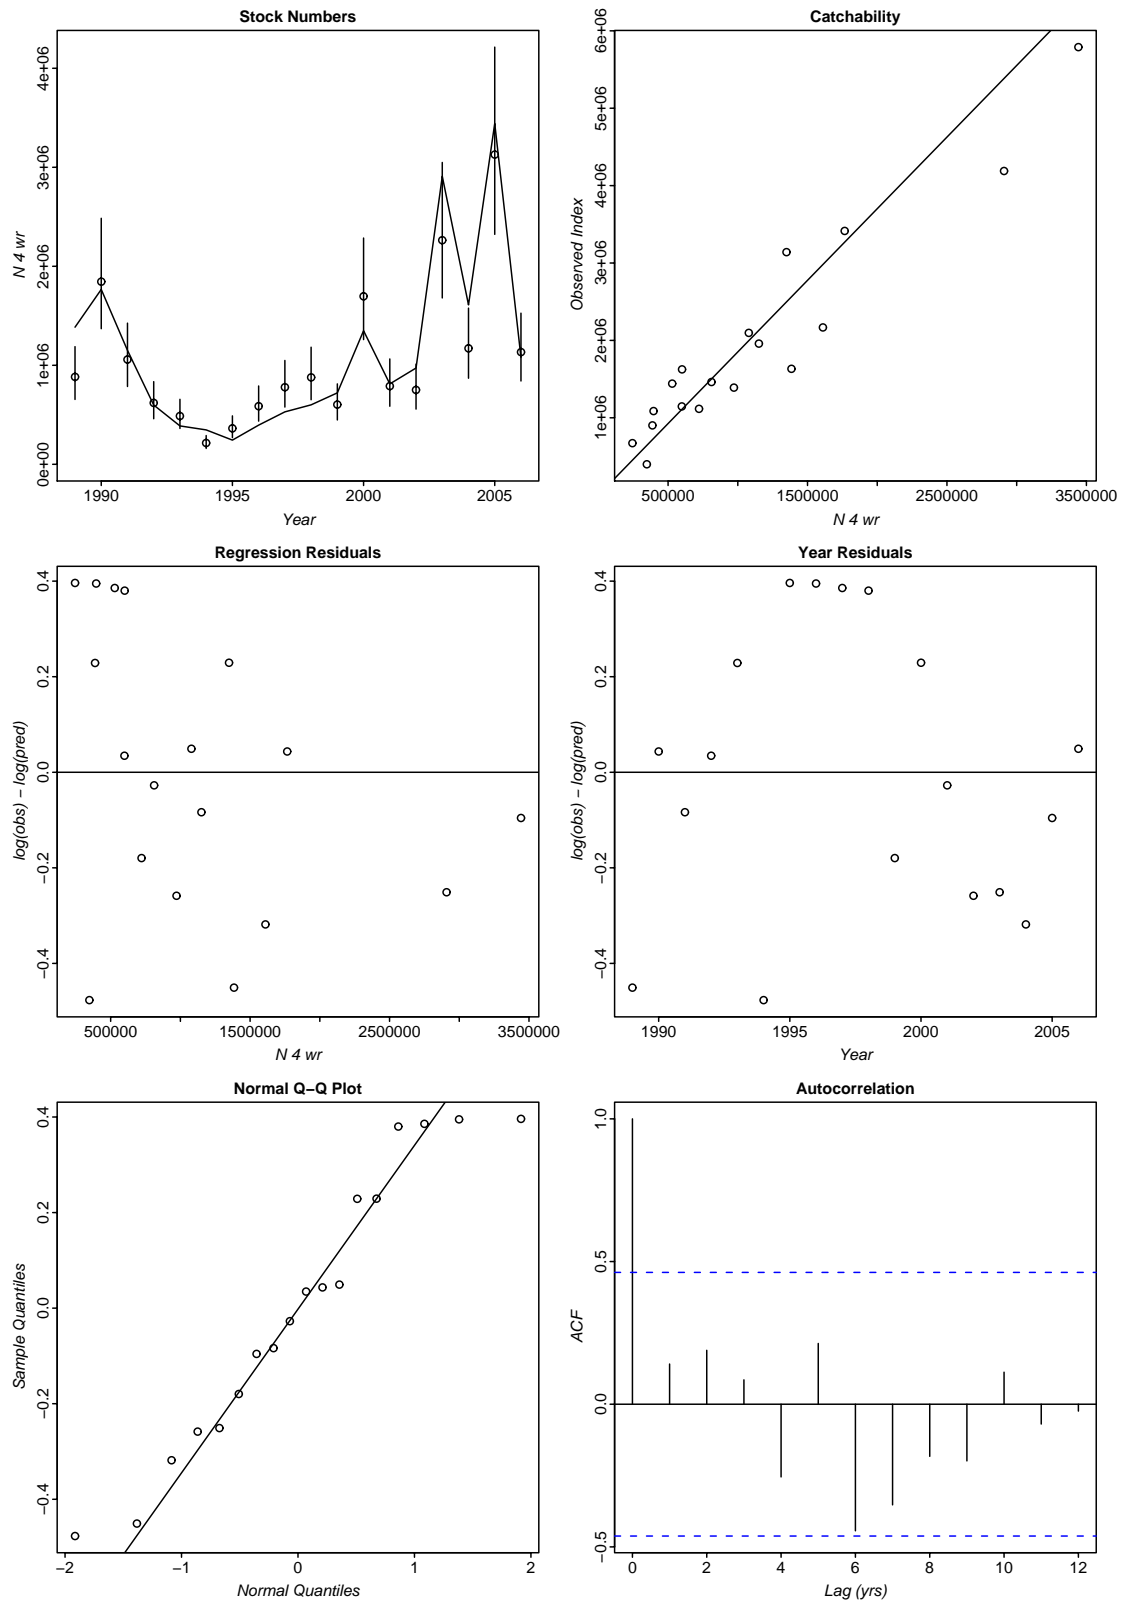 Stock Numbers
N 4 wr
0e+00 1e+06 2e+06 3e+06 4e+06
1990 1995 2000 2005
Year
Catchability
Observed Index
1e+06 2e+06 3e+06 4e+06 5e+06 6e+06
500000 1500000 2500000 3500000
N 4 wr
Regression Residuals
log(obs) − log(pred)
−0.4 −0.2 0.0 0.2 0.4
500000 1500000 2500000 3500000
N 4 wr
Year Residuals
log(obs) − log(pred)
−0.4 −0.2 0.0 0.2 0.4
1990 1995 2000 2005
Year
Normal Q−Q Plot
Sample Quantiles
−0.4 −0.2 0.0 0.2 0.4
−2 −1 0 1 2
Normal Quantiles
Autocorrelation
ACF
−0.5 0.0 0.5 1.0
0 2 4 6 8 10 12
Lag (yrs)